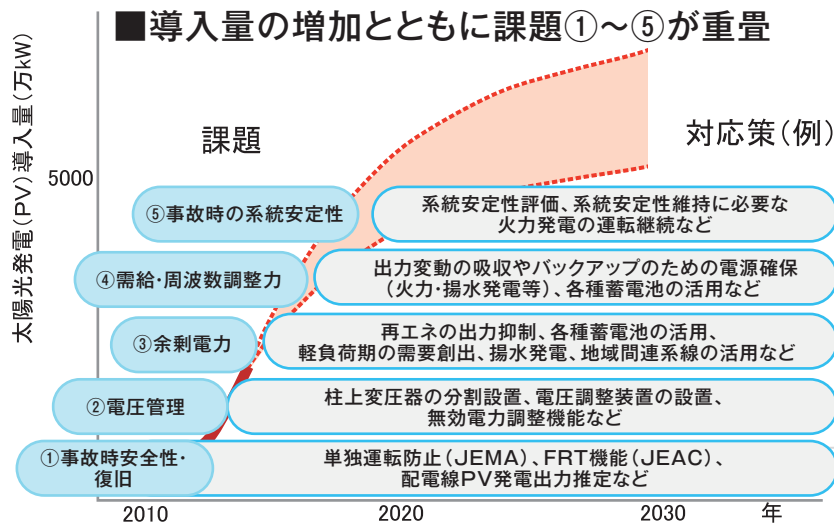 ■導入量の増加とともに課題①～⑤が重畳
太陽光発電(PV)導入量(万kW)
課題
対応策(例)
5000
⑤事故時の系統安定性
系統安定性評価、系統安定性維持に必要な
火力発電の運転継続など
④需給・周波数調整力
出力変動の吸収やバックアップのための電源確保
(火力・揚水発電等)、各種蓄電池の活用など
③余剰電力
再エネの出力抑制、各種蓄電池の活用、
軽負荷期の需要創出、揚水発電、地域間連系線の活用など
②電圧管理
柱上変圧器の分割設置、電圧調整装置の設置、
無効電力調整機能など
①事故時安全性・
復旧
単独運転防止(JEMA)、FRT機能(JEAC)、
配電線PV発電出力推定など
2010
2020
2030
年